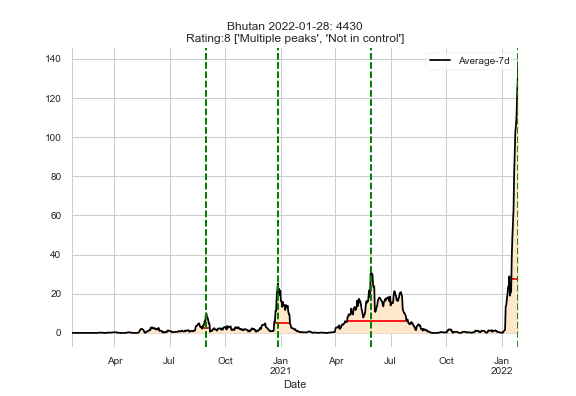 Bhutan 2022-01-28: 4430
Rating:8 ['Multiple peaks', 'Not in control']
Average-7d
140
120
100
80
60
40
20
0
Apr Jul Oct Jan Apr Jul Oct Jan
2021 2022
Date